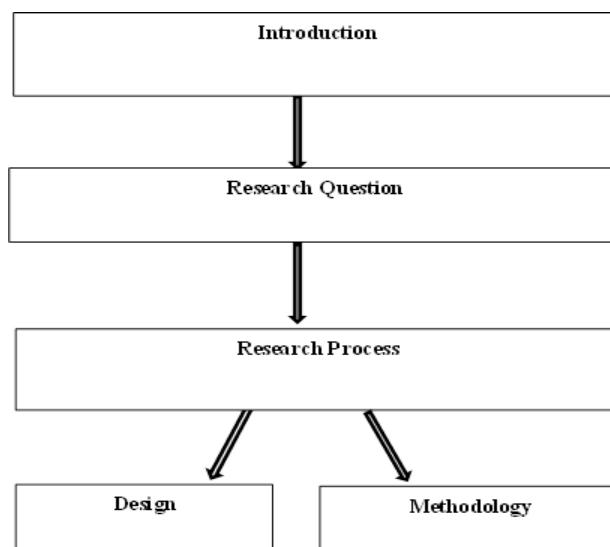 Introduction
Research Question
Research Process
Design
Methodology